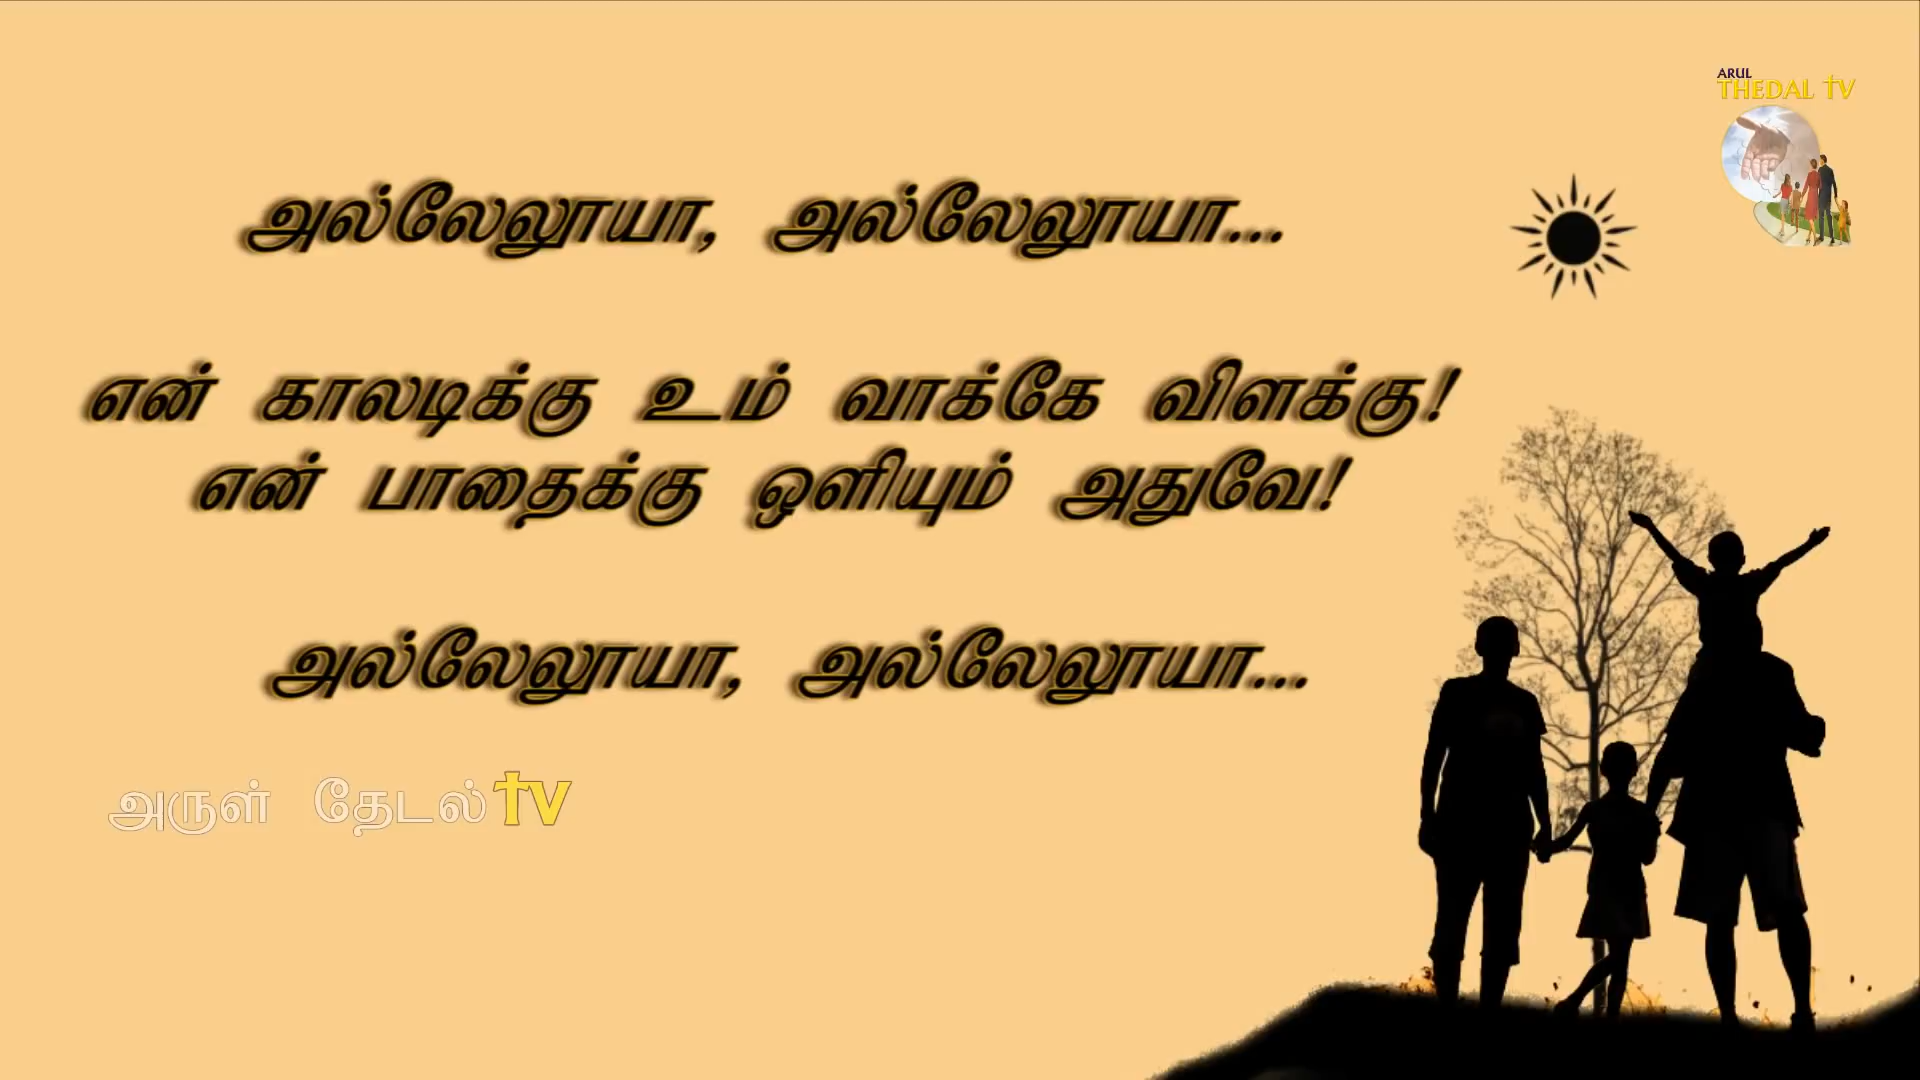 ARUL
THEDAL TV
அல்லேலூயா, அல்லேலூயா...
என் காலடிக்கு உம் வாக்கே விளக்கு!
என் பாதைக்கு ஒளியும் அதுவே!
அல்லேலூயா, அல்லேலூயா...
அருள் தேடல் TV